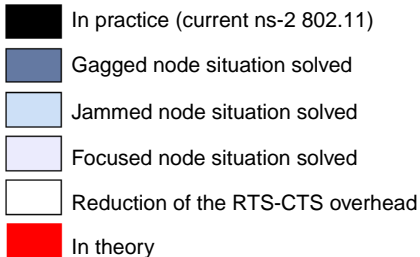 In practice (current ns-2 802.11)
Gagged node situation solved
Jammed node situation solved
Focused node situation solved
Reduction of the RTS-CTS overhead
In theory